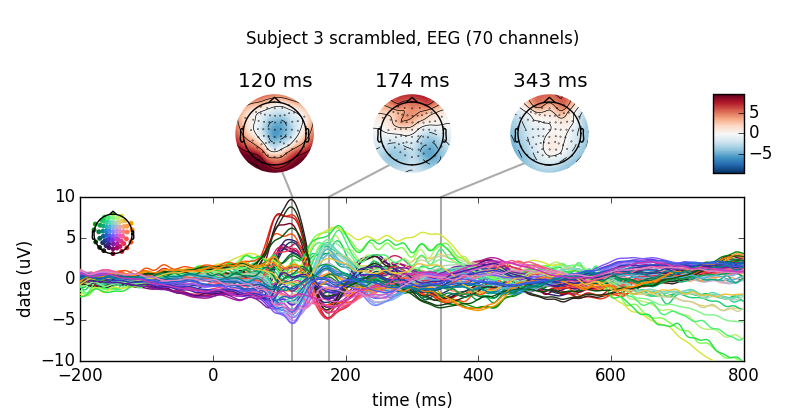 Subject 3 scrambled, EEG (70 channels)
120 ms 174 ms 343 ms
5
0
−5
10
5
0
−5
−10
data (uV)
−200 0 200 400 600 800
time (ms)